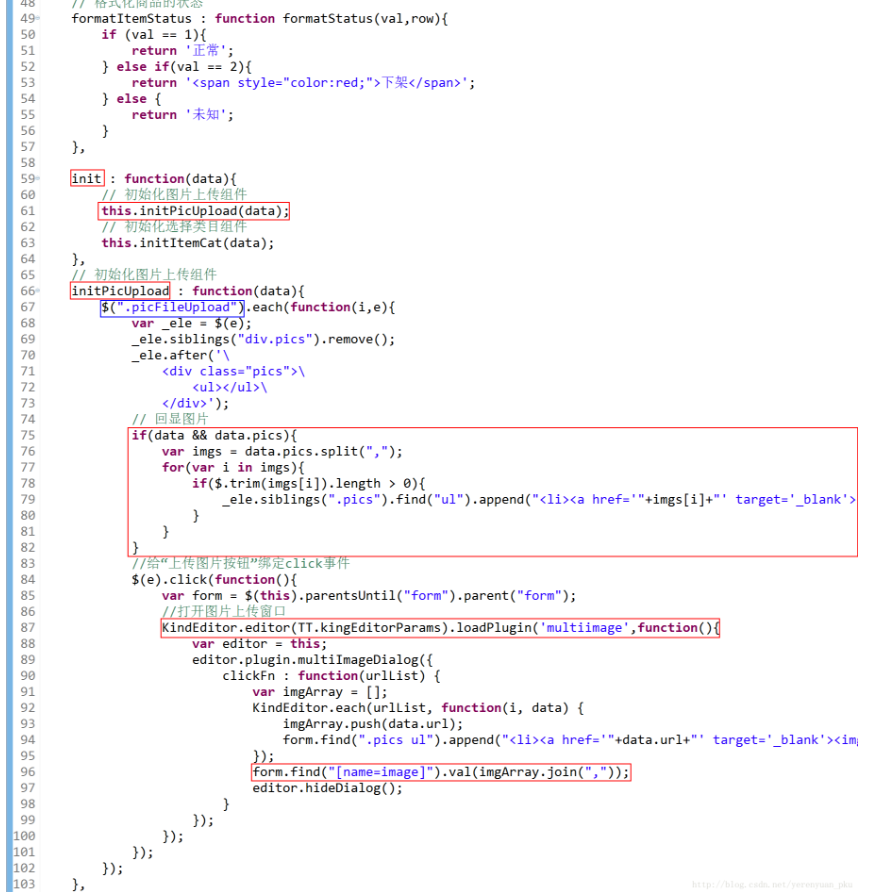 48 // 格式化商品的状态
49 formatItemStatus : function formatStatus(val,row){
50 if (val == 1){
51 return '正常';
52 } else if(val == 2){
53 return '<span style="color:red;">下架</span>';
54 } else {
55 return '未知';
56 }
57 },
58
59 init : function(data){
60 // 初始化图片上传组件
61 this.initPicUpload(data);
62 // 初始化选择类目组件
63 this.initItemCat(data);
64 },
65 // 初始化图片上传组件
66 initPicUpload : function(data){
67 $(".picFileUpload").each(function(i,e){
68 var _ele = $(e);
69 _ele.siblings("div.pics").remove();
70 _ele.after('\
71 <div class="pics">\
72 <ul></ul>\
73 </div>');
74 // 回显图片
75 if(data && data.pics){
76 var imgs = data.pics.split(",");
77 for(var i in imgs){
78 if($.trim(imgs[i]).length > 0){
79 _ele.siblings(".pics").find("ul").append("<li><a href='"+imgs[i]+"' target='_blank'>
80 }
81 }
82 }
83 //给“上传图片按钮”绑定click事件
84 $(e).click(function(){
85 var form = $(this).parentsUntil("form").parent("form");
86 //打开图片上传窗口
87 KindEditor.editor(TT.kingEditorParams).loadPlugin('multiimage',function(){
88 var editor = this;
89 editor.plugin.multiImageDialog({
90 clickFn : function(urlList) {
91 var imgArray = [];
92 KindEditor.each(urlList, function(i, data) {
93 imgArray.push(data.url);
94 form.find(".pics ul").append("<li><a href='"+data.url+"' target='_blank'><im
95 });
96 form.find("[name=image]").val(imgArray.join(","));
97 editor.hideDialog();
98 }
99 });
100 });
101 });
102 });
103 },
http://blog.csdn.net/yerenyuan_pku